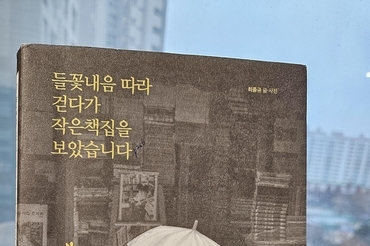 들꽃내음 따라
걷다가
작은책집을
보았습니다
최종규 글·사진